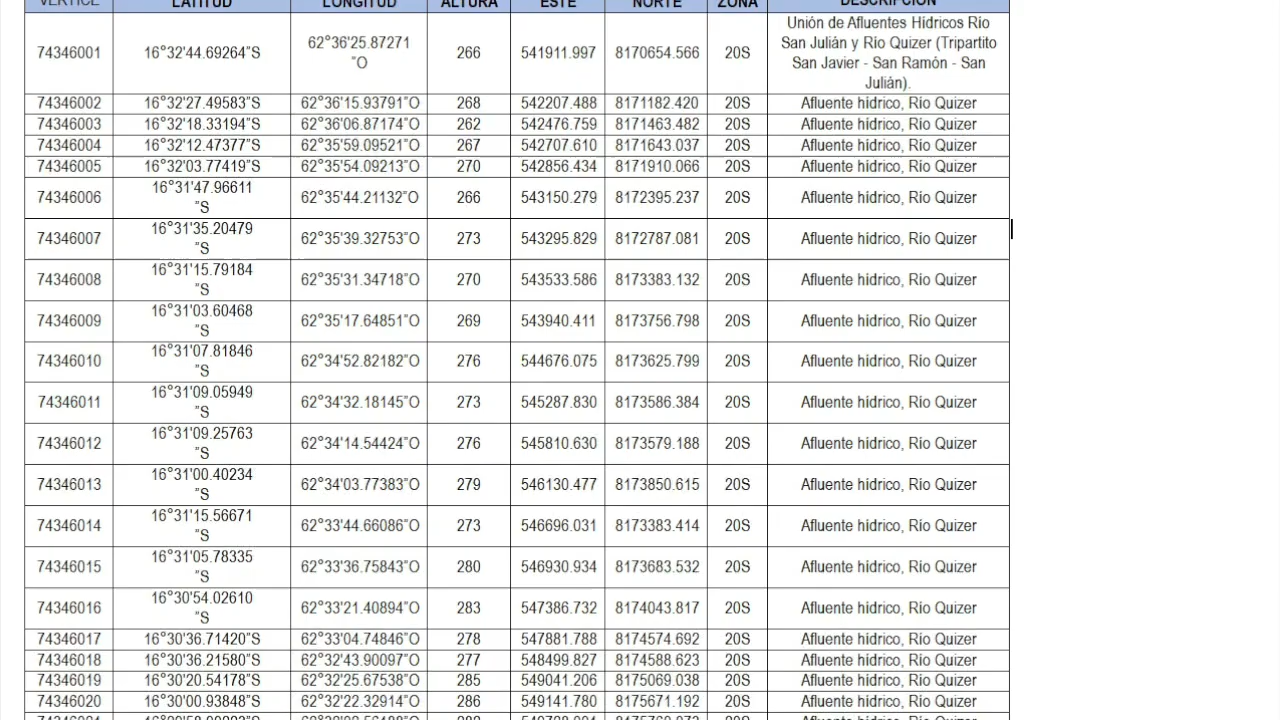 VÉRTICE LATITUD LONGITUD ALTURA ESTE NORTE ZONA DESCRIPCIÓN
74346001 16°32'44.69264"S 62°36'25.87271 "O 266 541911.997 8170654.566 20S Unión de Afluentes Hídricos Río San Julián y Río Quizer (Tripartito San Javier - San Ramón - San Julián).
74346002 16°32'27.49583"S 62°36'15.93791"O 268 542207.488 8171182.420 20S Afluente hídrico, Río Quizer
74346003 16°32'18.33194"S 62°36'06.87174"O 262 542476.759 8171463.482 20S Afluente hídrico, Río Quizer
74346004 16°32'12.47377"S 62°35'59.09521"O 267 542707.610 8171643.037 20S Afluente hídrico, Río Quizer
74346005 16°32'03.77419"S 62°35'54.09213"O 270 542856.434 8171910.066 20S Afluente hídrico, Río Quizer
74346006 16°31'47.96611 "S 62°35'44.21132"O 266 543150.279 8172395.237 20S Afluente hídrico, Río Quizer
74346007 16°31'35.20479 "S 62°35'39.32753"O 273 543295.829 8172787.081 20S Afluente hídrico, Río Quizer
74346008 16°31'15.79184 "S 62°35'31.34718"O 270 543533.586 8173383.132 20S Afluente hídrico, Río Quizer
74346009 16°31'03.60468 "S 62°35'17.64851"O 269 543940.411 8173756.798 20S Afluente hídrico, Río Quizer
74346010 16°31'07.81846 "S 62°34'52.82182"O 276 544676.075 8173625.799 20S Afluente hídrico, Río Quizer
74346011 16°31'09.05949 "S 62°34'32.18145"O 273 545287.830 8173586.384 20S Afluente hídrico, Río Quizer
74346012 16°31'09.25763 "S 62°34'14.54424"O 276 545810.630 8173579.188 20S Afluente hídrico, Río Quizer
74346013 16°31'00.40234 "S 62°34'03.77383"O 279 546130.477 8173850.615 20S Afluente hídrico, Río Quizer
74346014 16°31'15.56671 "S 62°33'44.66086"O 273 546696.031 8173383.414 20S Afluente hídrico, Río Quizer
74346015 16°31'05.78335 "S 62°33'36.75843"O 280 546930.934 8173683.532 20S Afluente hídrico, Río Quizer
74346016 16°30'54.02610 "S 62°33'21.40894"O 283 547386.732 8174043.817 20S Afluente hídrico, Río Quizer
74346017 16°30'36.71420"S 62°33'04.74846"O 278 547881.788 8174574.692 20S Afluente hídrico, Río Quizer
74346018 16°30'36.21580"S 62°32'43.90097"O 277 548499.827 8174588.623 20S Afluente hídrico, Río Quizer
74346019 16°30'20.54178"S 62°32'25.67538"O 285 549041.206 8175069.038 20S Afluente hídrico, Río Quizer
74346020 16°30'00.93848"S 62°32'22.32914"O 286 549141.780 8175671.192 20S Afluente hídrico, Río Quizer